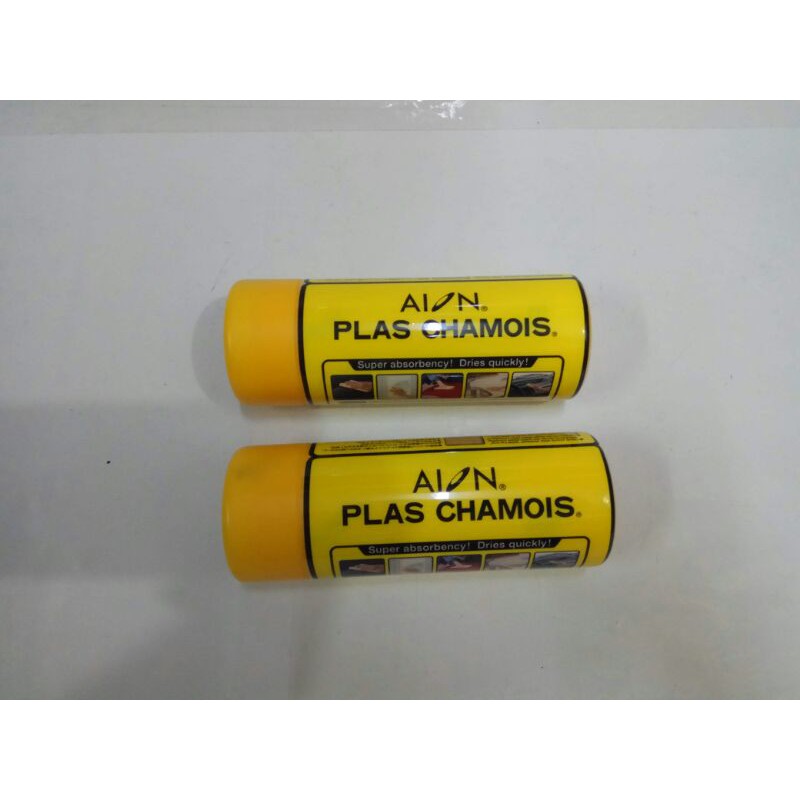 AION®
PLAS CHAMOIS®
Super absorbency! Dries quickly!
AION®
PLAS CHAMOIS®
Super absorbency! Dries quickly!